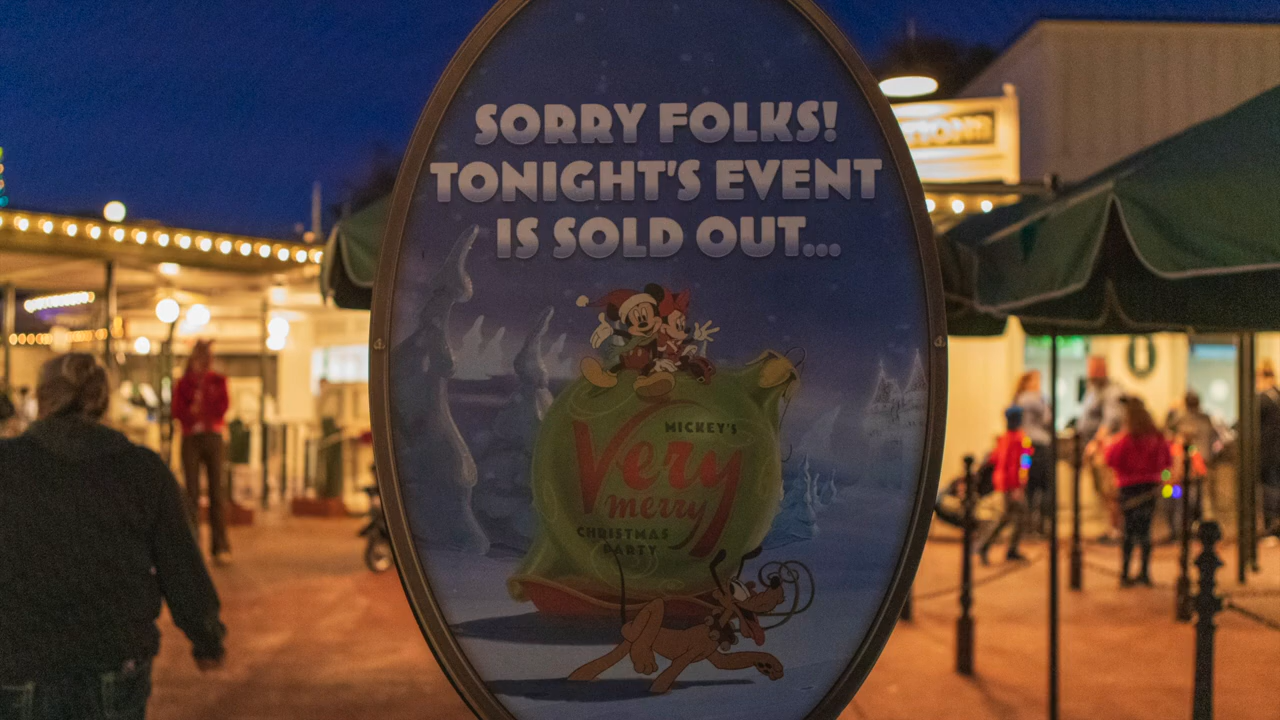 SORRY FOLKS!
TONIGHT'S EVENT
IS SOLD OUT...
MICKEY'S
Very
merry
CHRISTMAS
PARTY